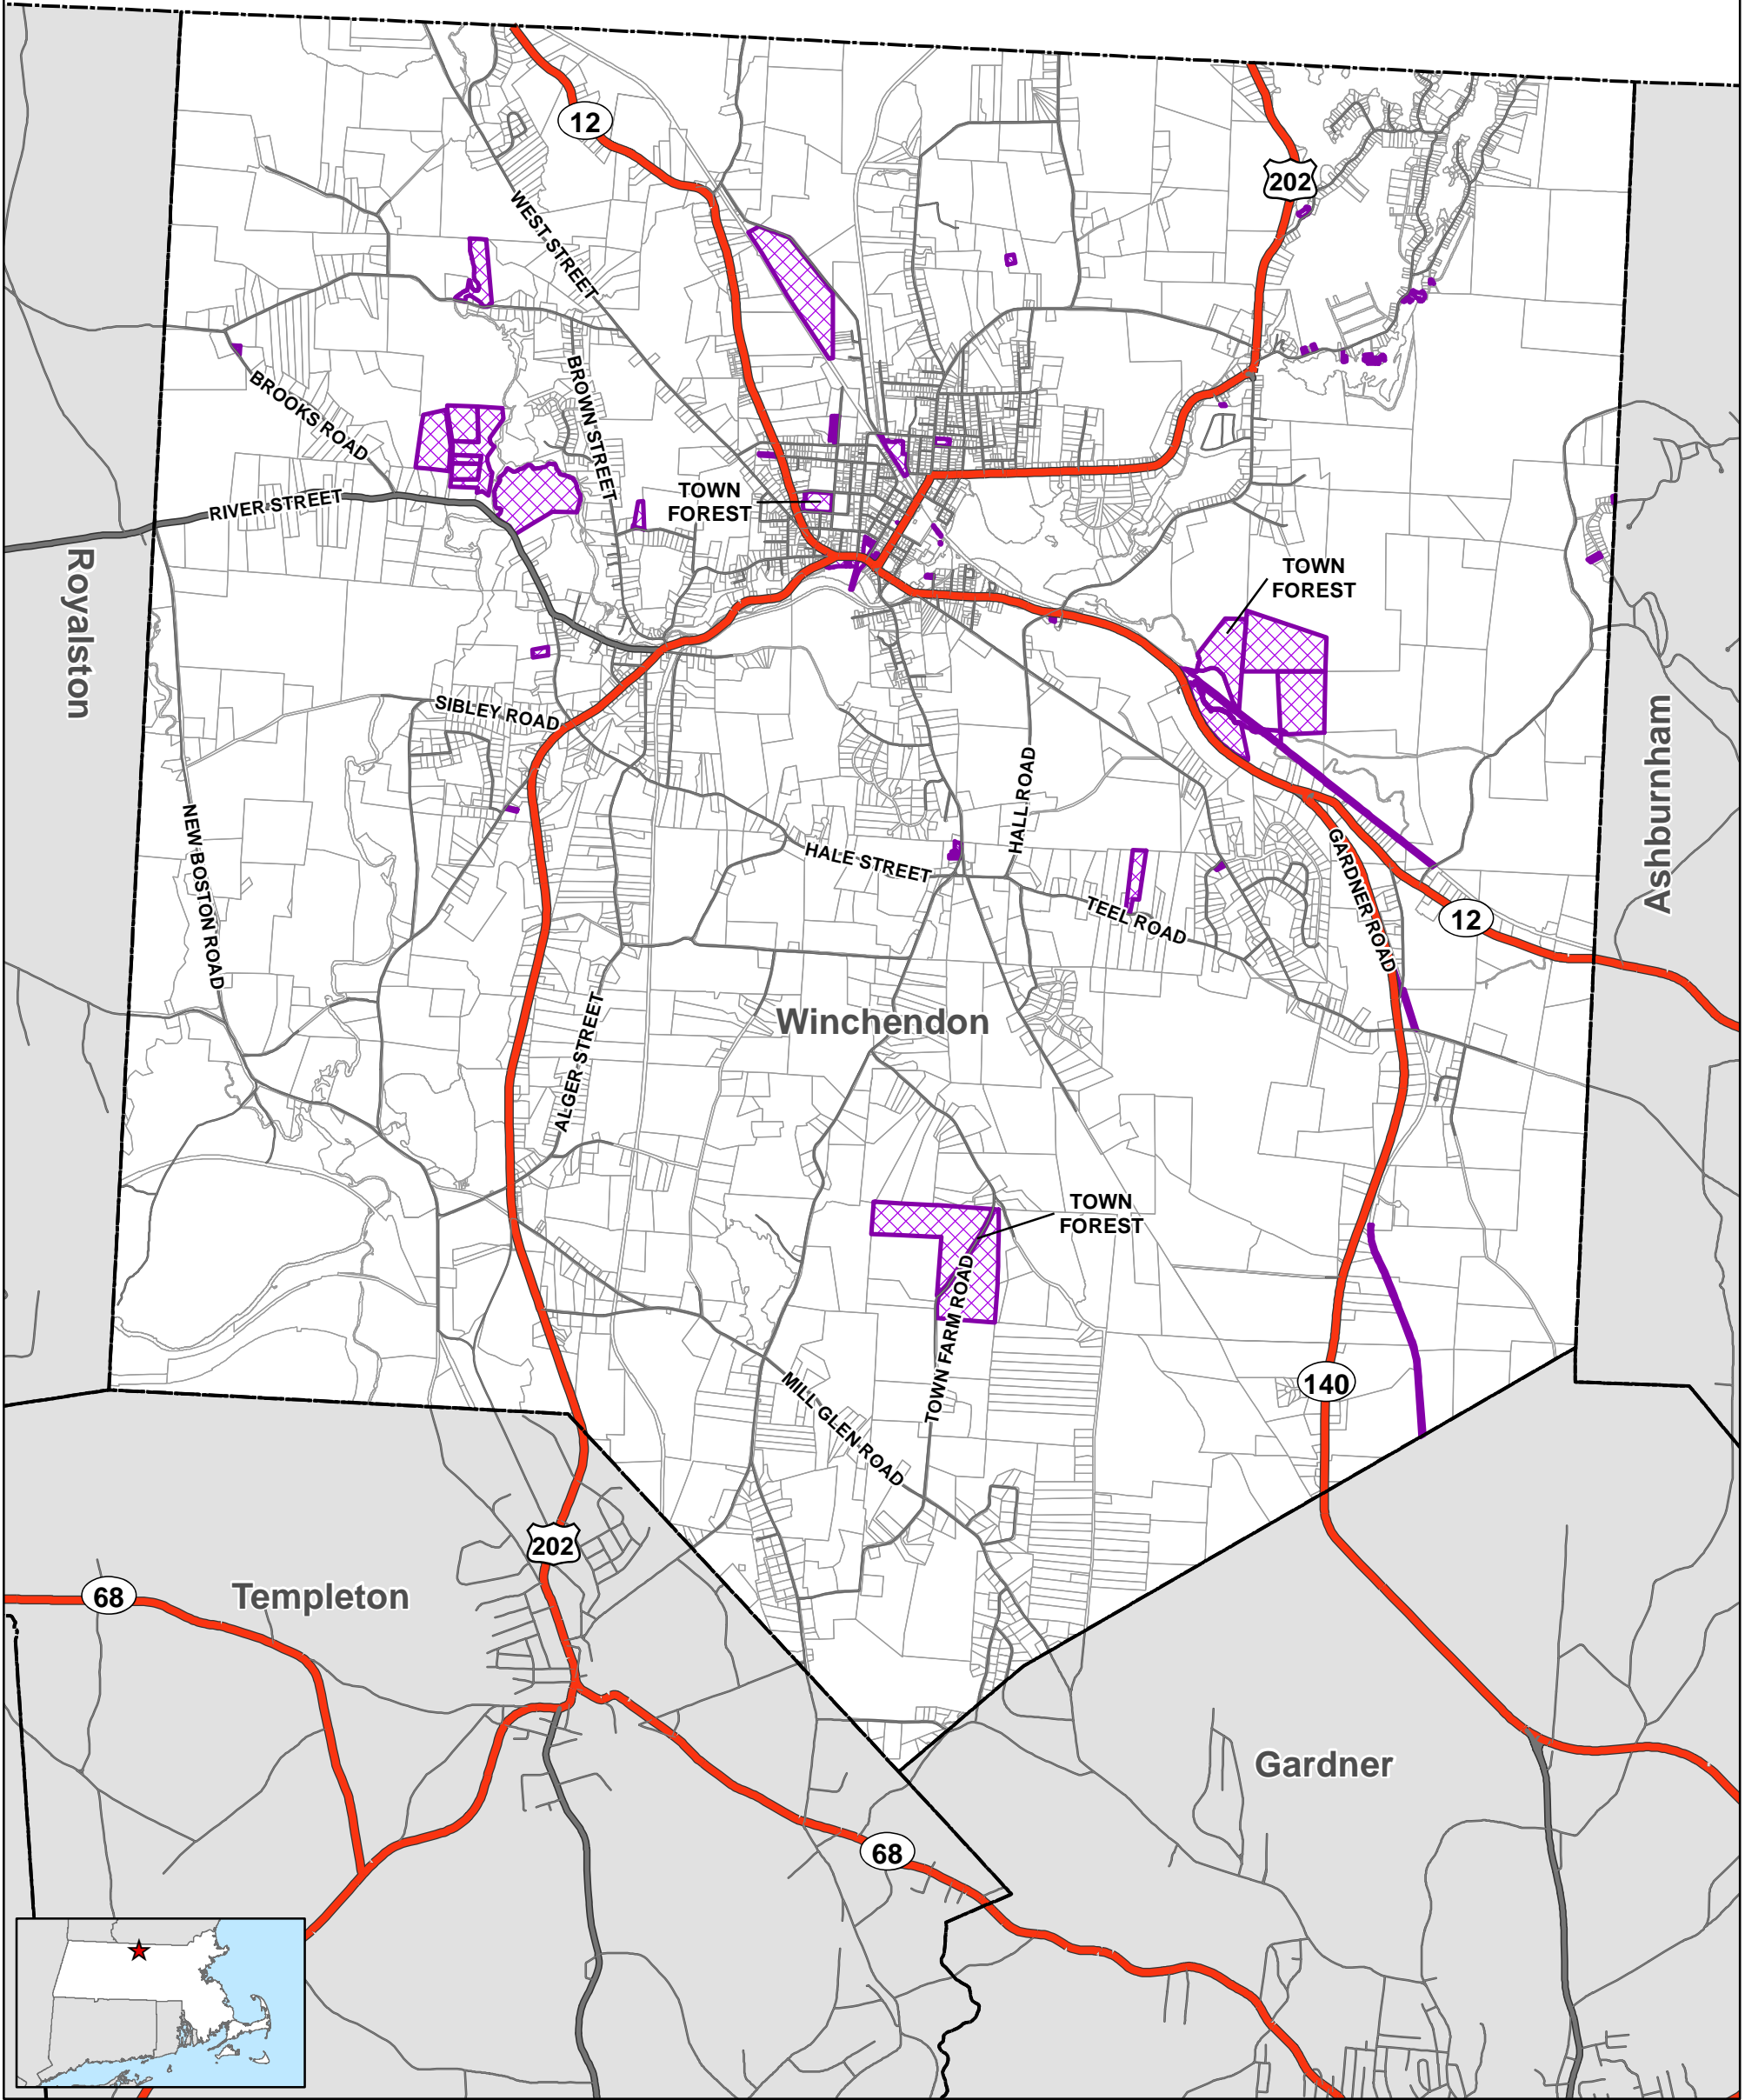 12
202
WEST STREET
BROWN STREET
BROOKS ROAD
RIVER STREET
TOWN
FOREST
TOWN
FOREST
Royalston
SIBLEY ROAD
Ashburnham
HALL ROAD
NEW BOSTON ROAD
HALE STREET
GARDNER ROAD
TEEL ROAD
12
Winchendon
ALGER STREET
TOWN
FOREST
TOWN FARM ROAD
140
MILL GLEN ROAD
202
68
Templeton
Gardner
68